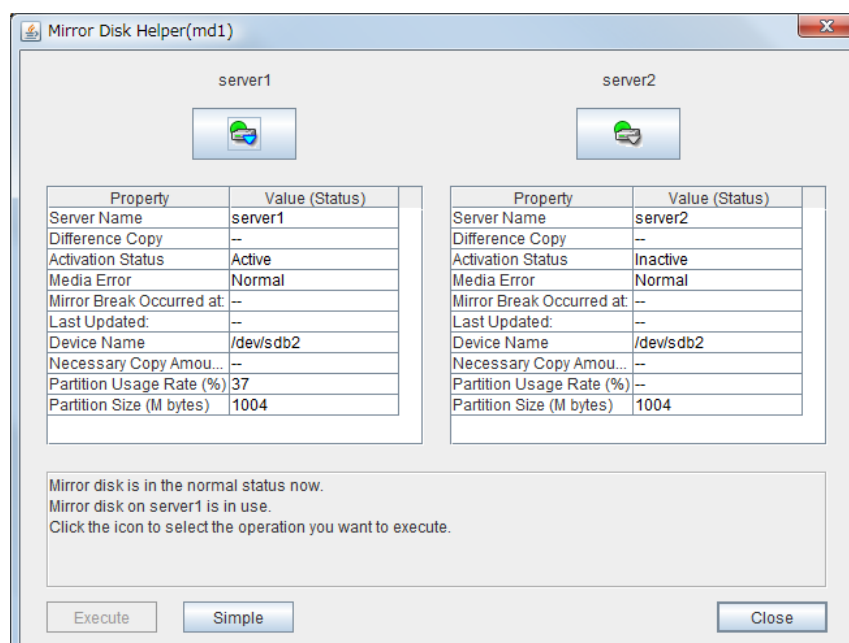 Mirror Disk Helper(md1)
server1 server2
Property Value (Status) Property Value (Status)
Server Name server1 Server Name server2
Difference Copy -- Difference Copy --
Activation Status Active Activation Status Inactive
Media Error Normal Media Error Normal
Mirror Break Occurred at: -- Mirror Break Occurred at: --
Last Updated: -- Last Updated: --
Device Name /dev/sdb2 Device Name /dev/sdb2
Necessary Copy Amou... -- Necessary Copy Amou... --
Partition Usage Rate (%) 37 Partition Usage Rate (%) --
Partition Size (M bytes) 1004 Partition Size (M bytes) 1004
Mirror disk is in the normal status now.
Mirror disk on server1 is in use.
Click the icon to select the operation you want to execute.
Execute Simple Close